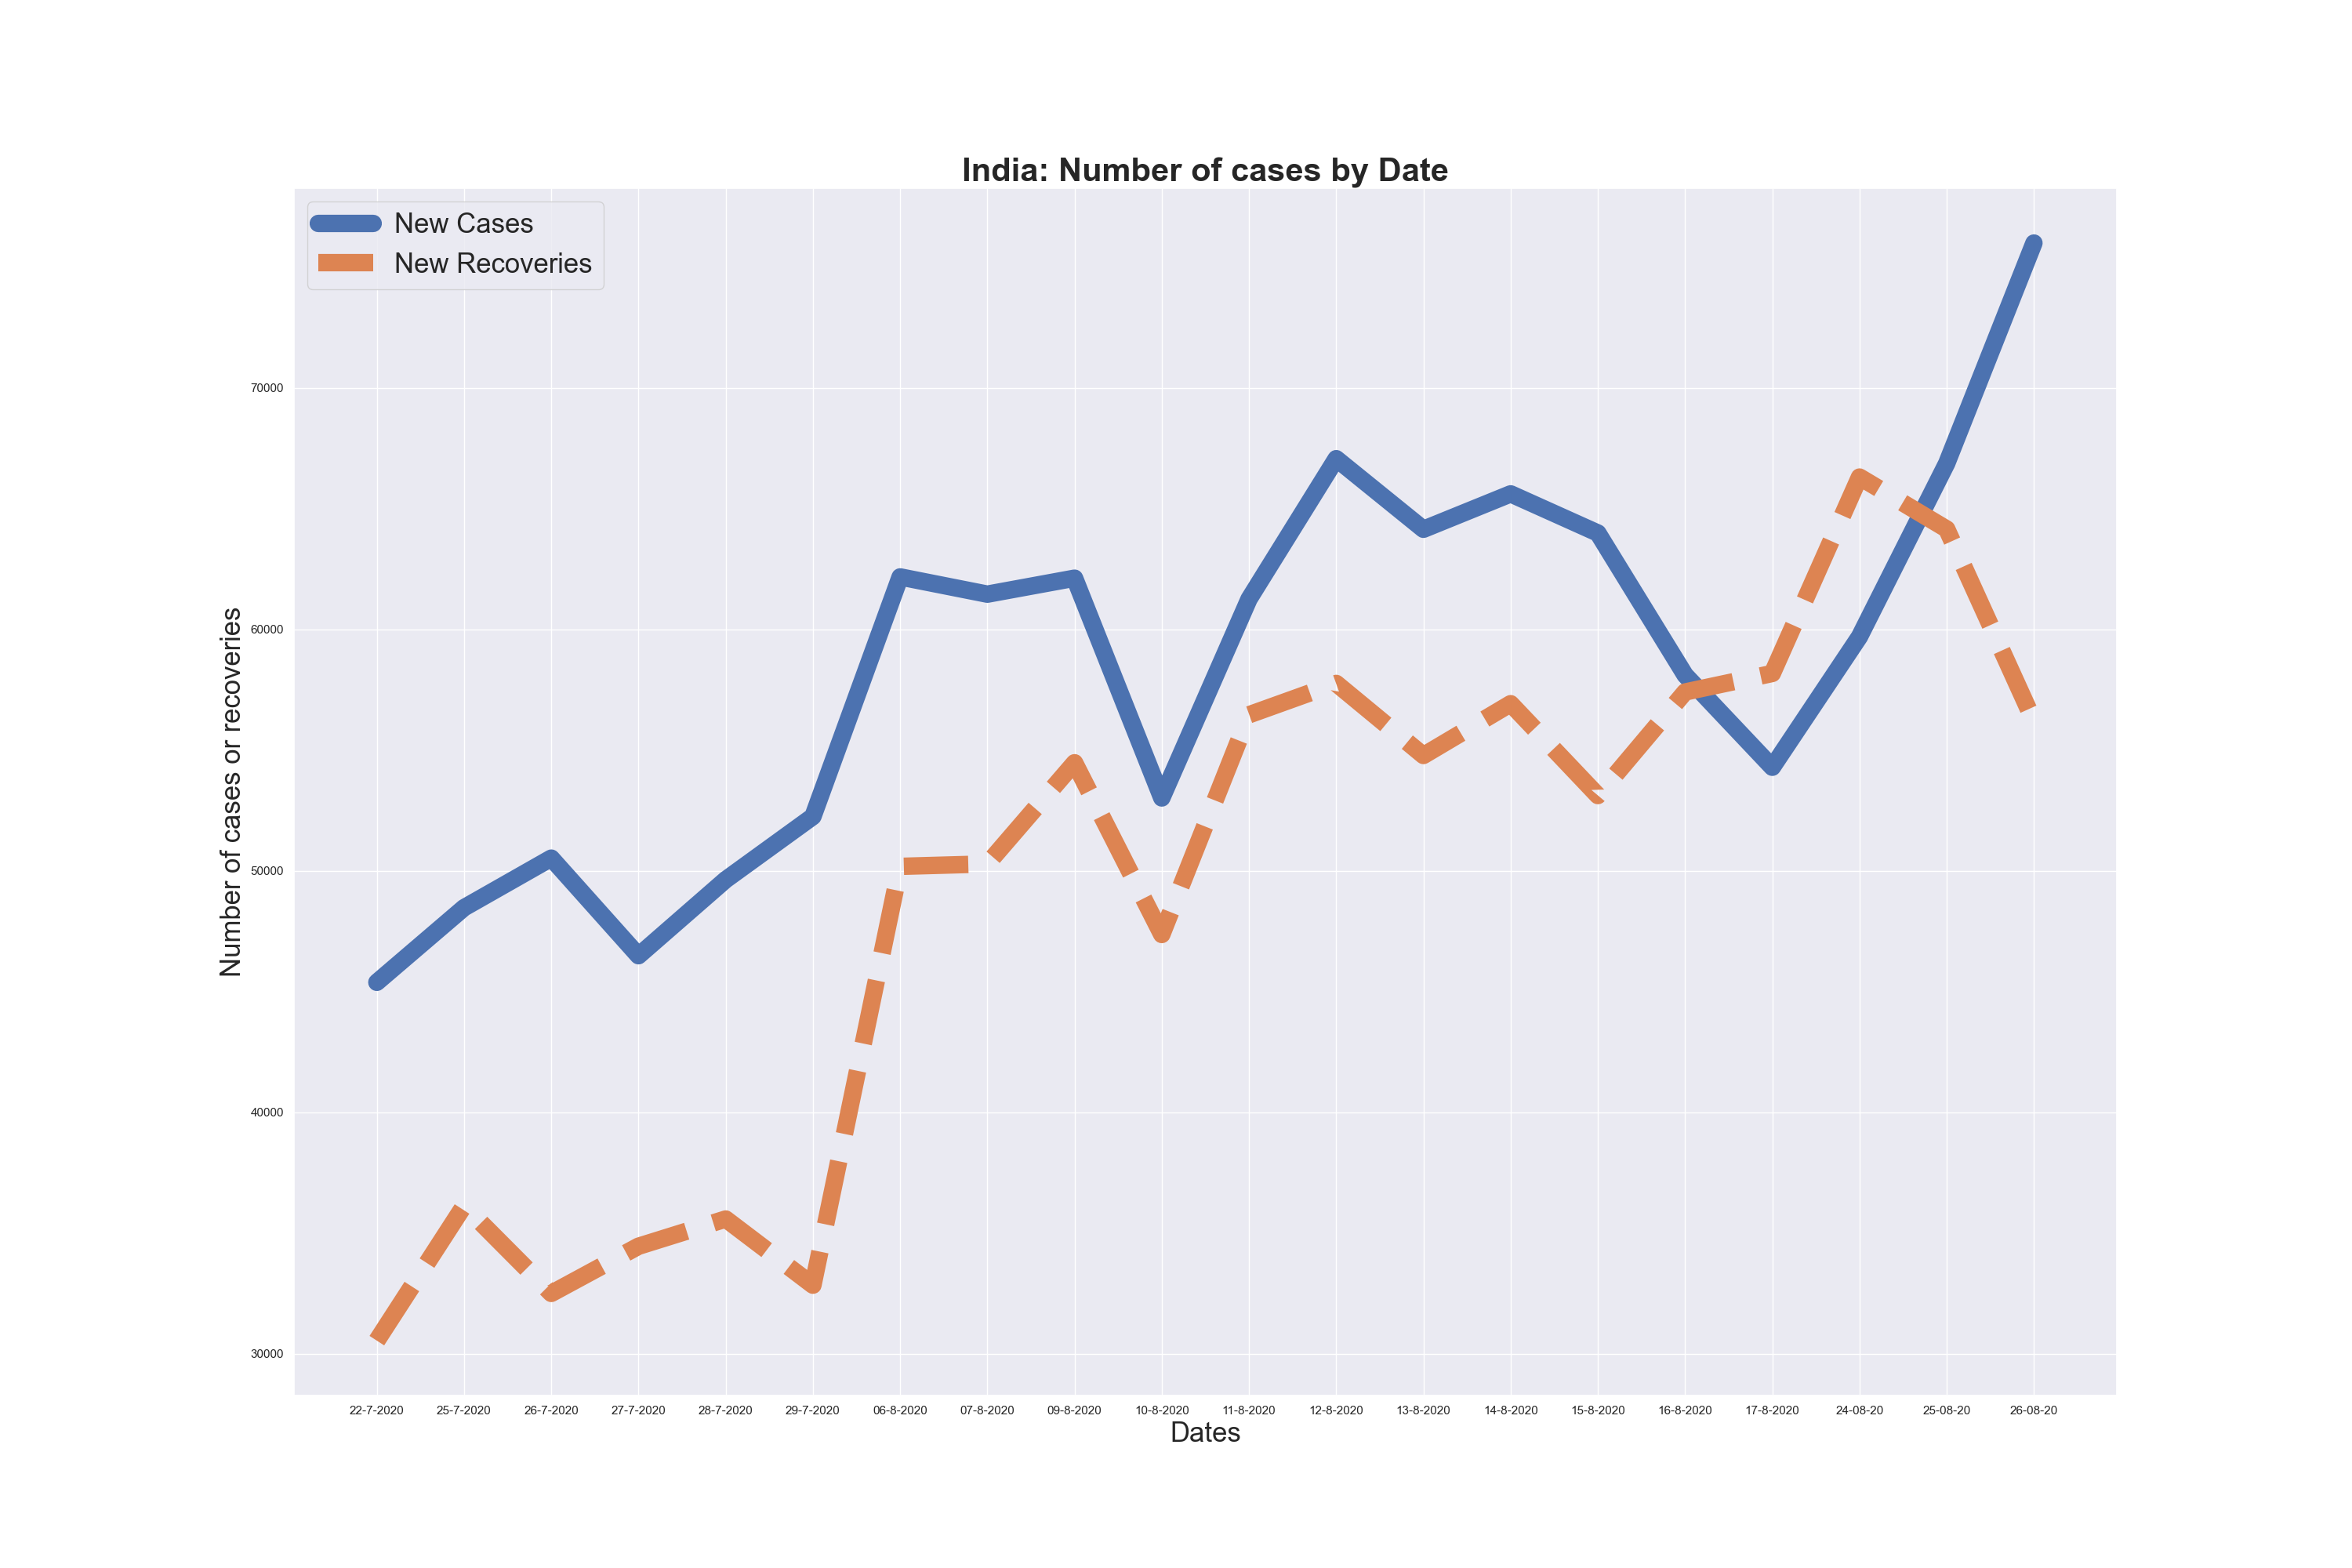 India: Number of cases by Date
New Cases
New Recoveries
Number of cases or recoveries
70000
60000
50000
40000
30000
22-7-2020 25-7-2020 26-7-2020 27-7-2020 28-7-2020 29-7-2020 06-8-2020 07-8-2020 09-8-2020 10-8-2020 11-8-2020 12-8-2020 13-8-2020 14-8-2020 15-8-2020 16-8-2020 17-8-2020 24-08-20 25-08-20 26-08-20
Dates